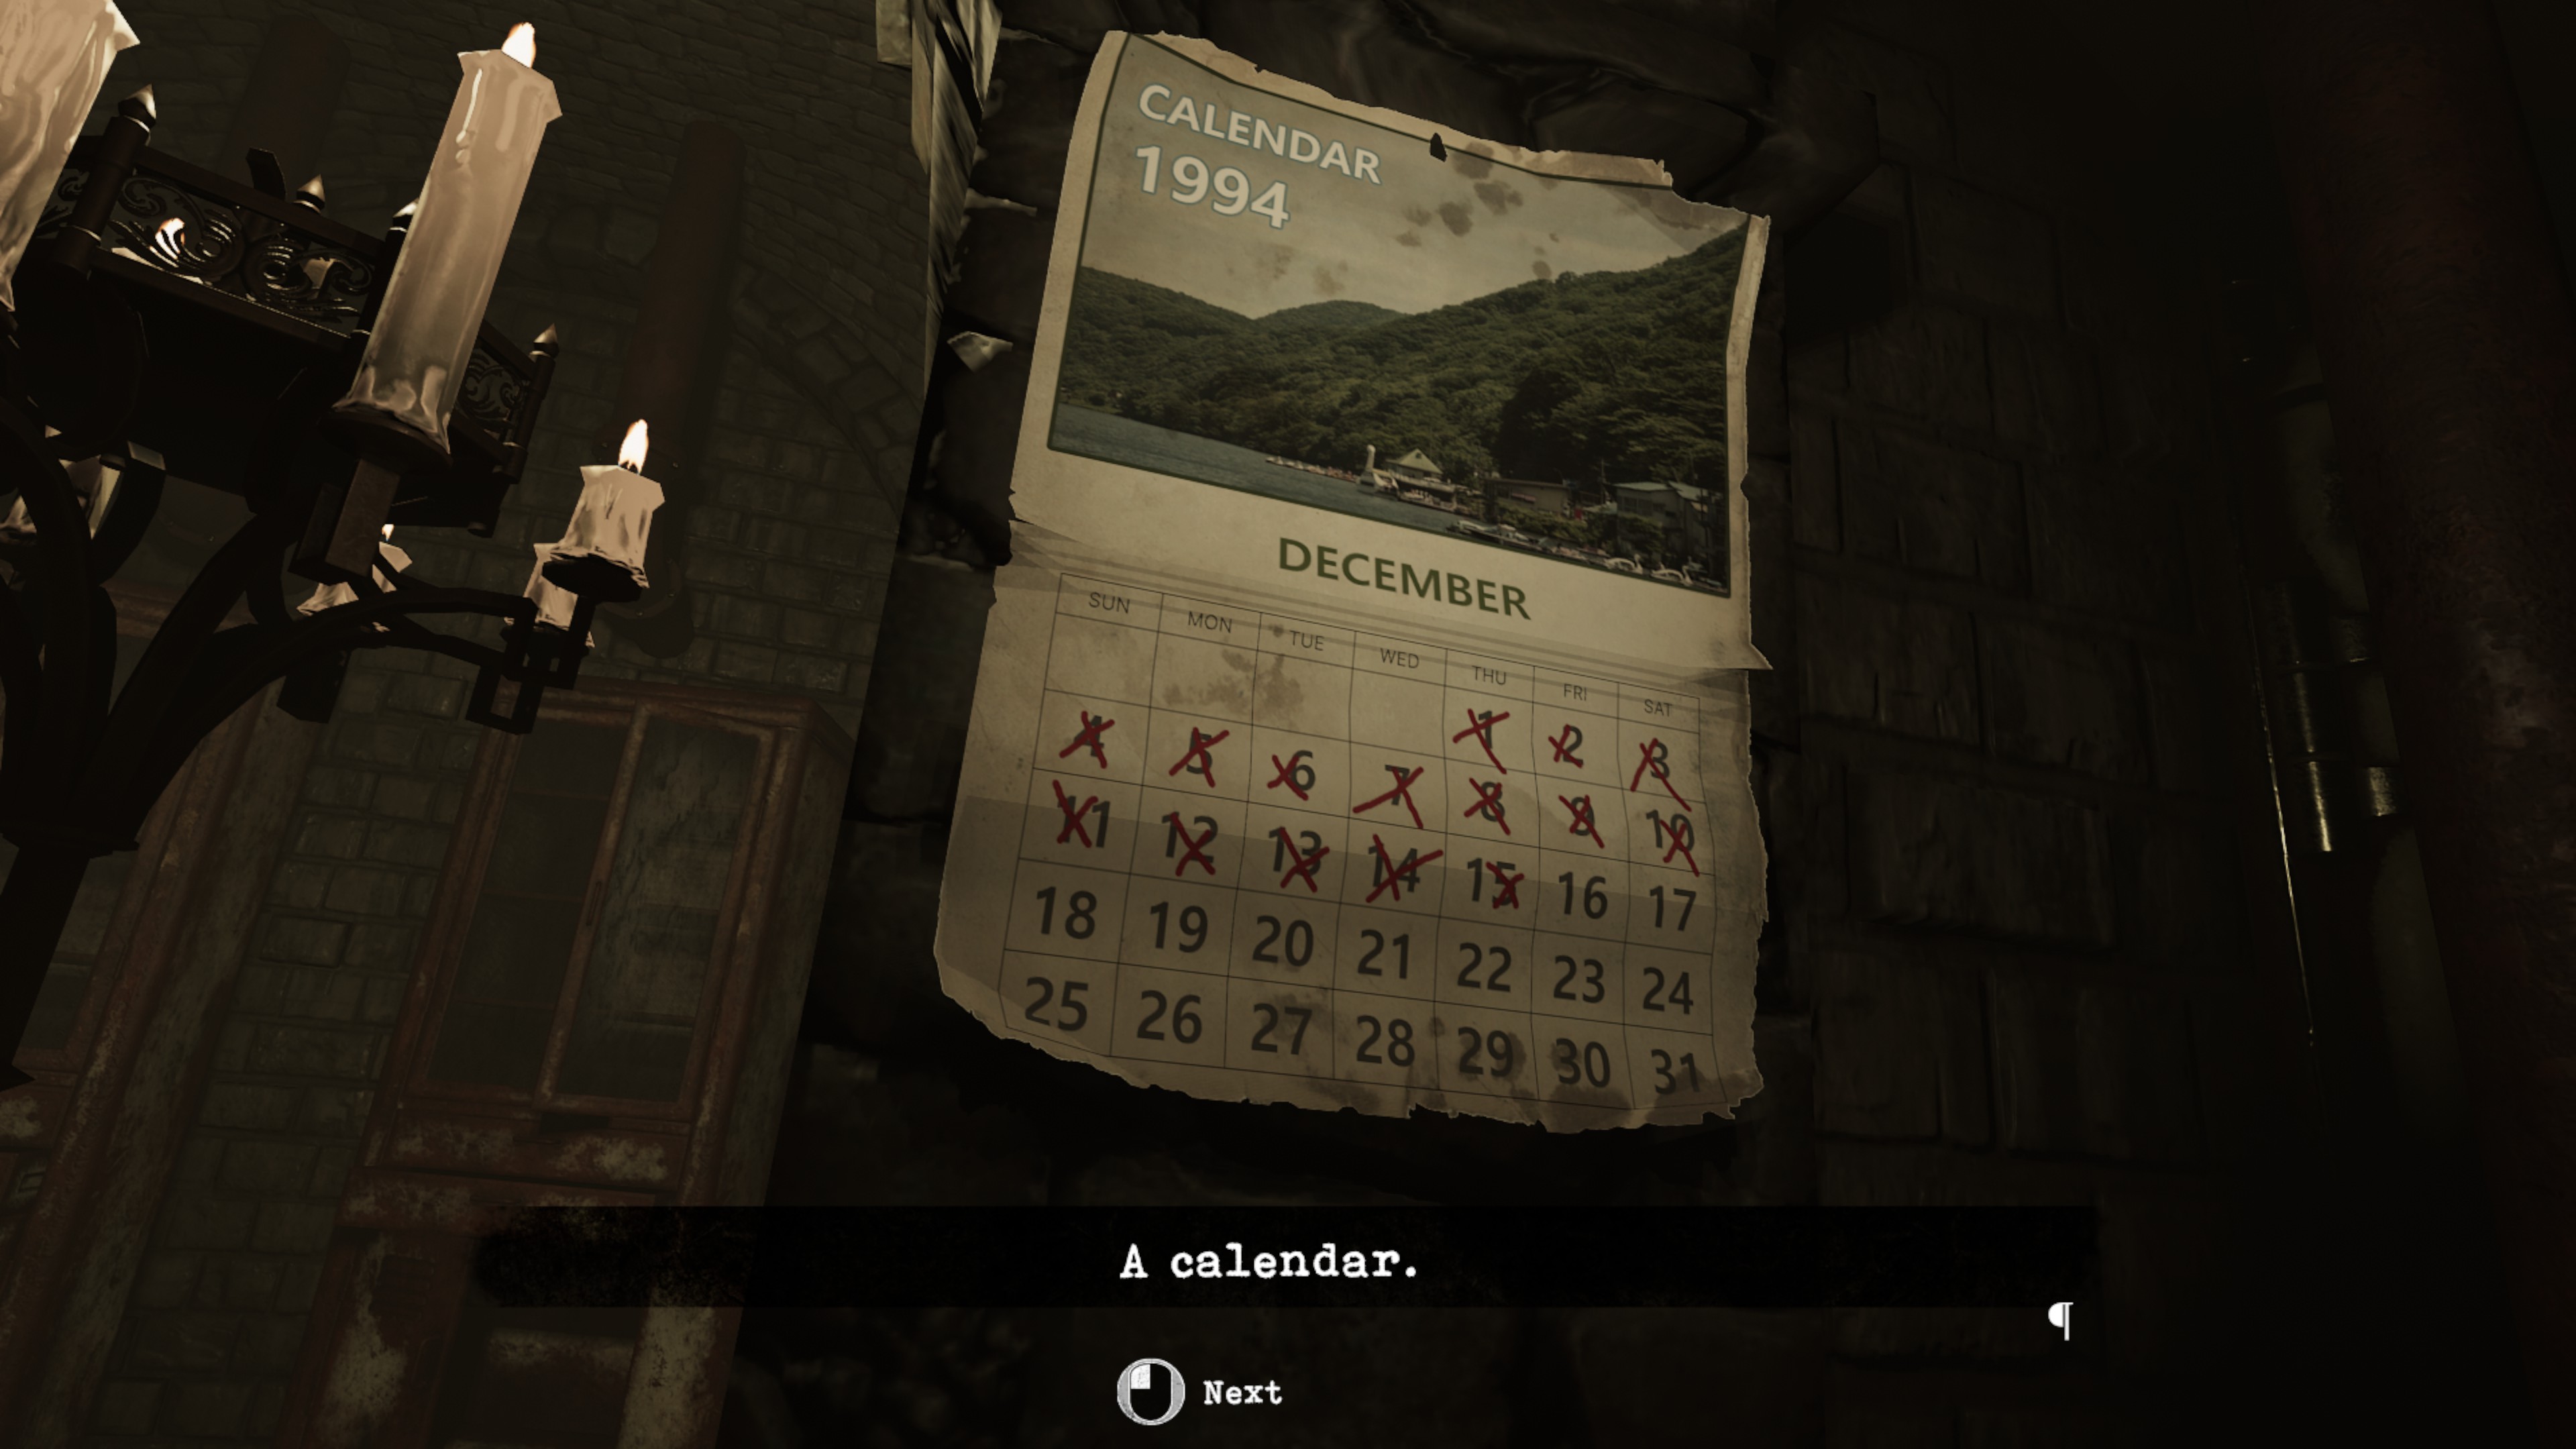 CALENDAR
1994
DECEMBER
SUN MON TUE WED THU FRI SAT
1 2 3
4 5 6 7 8 9 10
11 12 13 14 15 16 17
18 19 20 21 22 23 24
25 26 27 28 29 30 31
A calendar.
¶
Next